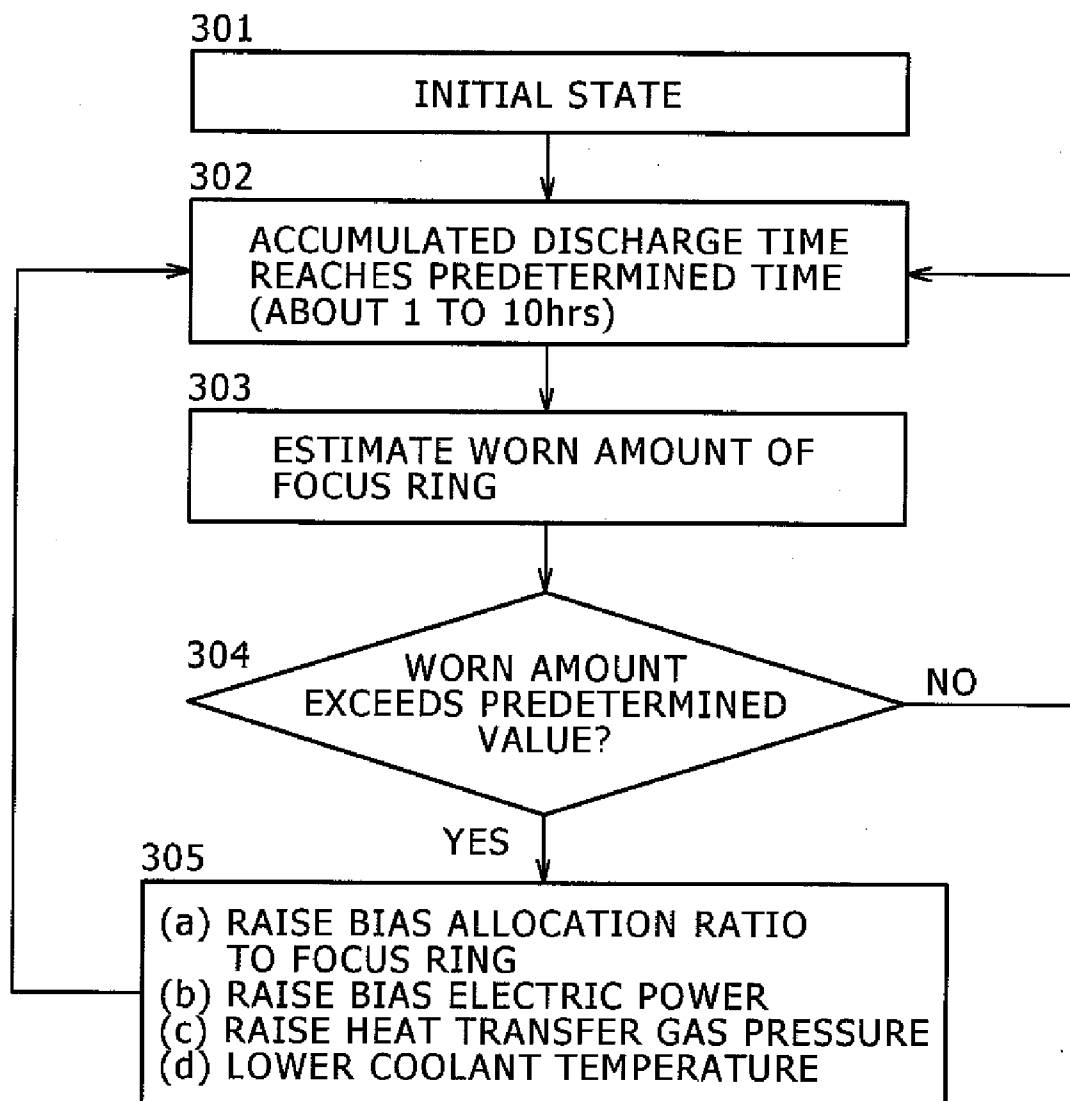 301
INITIAL STATE
302
ACCUMULATED DISCHARGE TIME
REACHES PREDETERMINED TIME
(ABOUT 1 TO 10hrs)
303
ESTIMATE WORN AMOUNT OF
FOCUS RING
304
WORN AMOUNT
EXCEEDS PREDETERMINED
VALUE?
NO
YES
305
(a) RAISE BIAS ALLOCATION RATIO
TO FOCUS RING
(b) RAISE BIAS ELECTRIC POWER
(c) RAISE HEAT TRANSFER GAS PRESSURE
(d) LOWER COOLANT TEMPERATURE